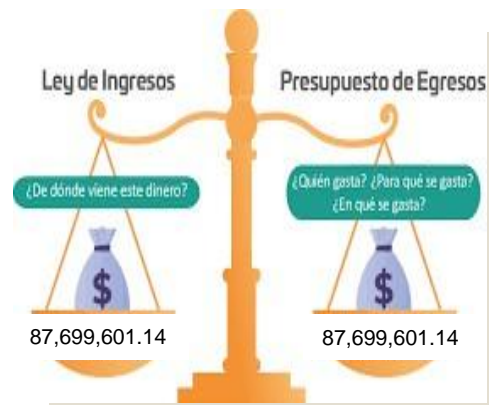 Ley de Ingresos
Presupuesto de Egresos
¿De dónde viene este dinero?
¿Quién gasta? ¿Para qué se gasta?
¿En qué se gasta?
$
$
87,699,601.14
87,699,601.14